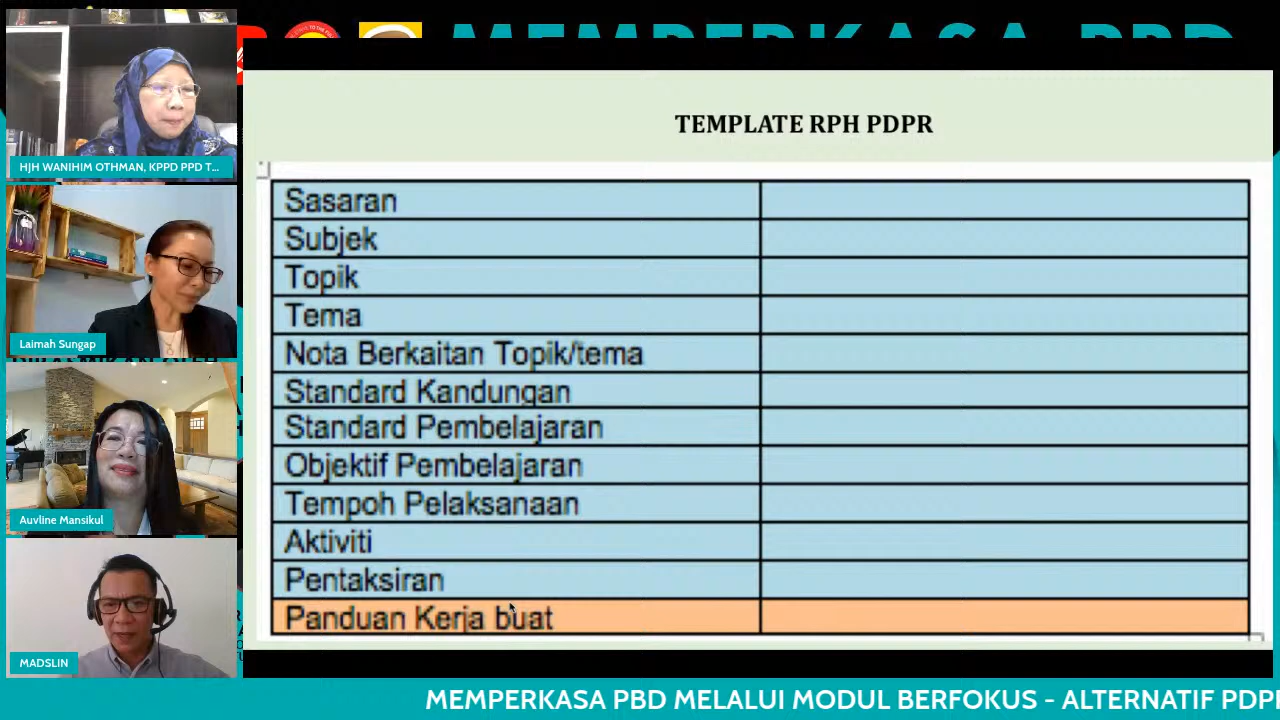 MEMPERKASA PBD
TEMPLATE RPH PDPR
Sasaran
Subjek
Topik
Tema
Nota Berkaitan Topik/tema
Standard Kandungan
Standard Pembelajaran
Objektif Pembelajaran
Tempoh Pelaksanaan
Aktiviti
Pentaksiran
Panduan Kerja buat
HJH WANIHIM OTHMAN, KPPD PPD T...
Laimah Sungap
Auvline Mansikul
MADSLIN
MEMPERKASA PBD MELALUI MODUL BERFOKUS - ALTERNATIF PDPR